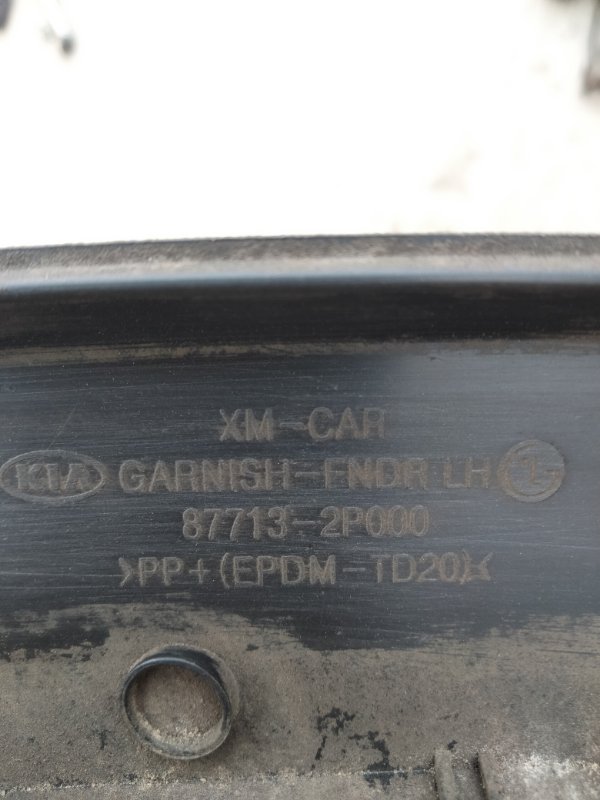 XM-CAR
KIA GARNISH-FNDR LH
87713-2P000
>PP+(EPDM-TD20)<